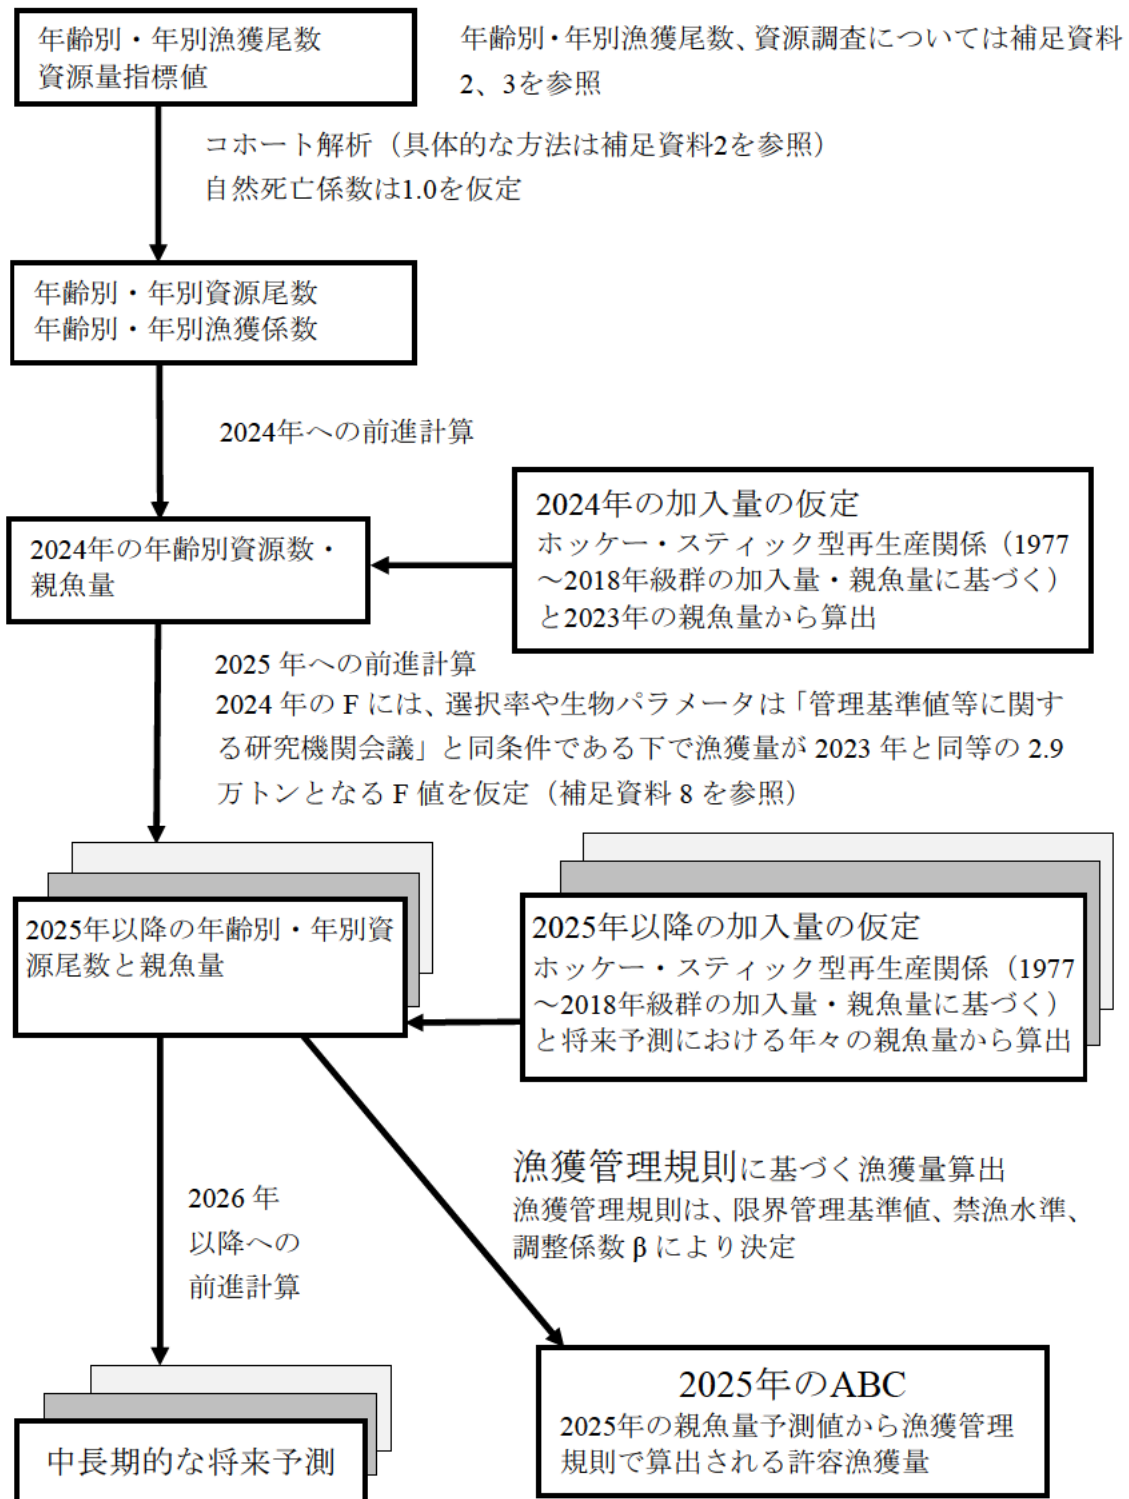 年齢別・年別漁獲尾数
資源量指標値
年齢別・年別漁獲尾数、資源調査については補足資料
2、3を参照
コホート解析（具体的な方法は補足資料2を参照）
自然死亡係数は1.0を仮定
年齢別・年別資源尾数
年齢別・年別漁獲係数
2024年への前進計算
2024年の年齢別資源数・
親魚量
2024年の加入量の仮定
ホッケー・スティック型再生産関係（1977
～2018年級群の加入量・親魚量に基づく）
と2023年の親魚量から算出
2025 年への前進計算
2024 年の F には、選択率や生物パラメータは「管理基準値等に関す
る研究機関会議」と同条件である下で漁獲量が 2023 年と同等の 2.9
万トンとなる F 値を仮定（補足資料 8 を参照）
2025年以降の年齢別・年別資
源尾数と親魚量
2025年以降の加入量の仮定
ホッケー・スティック型再生産関係（1977
～2018年級群の加入量・親魚量に基づく）
と将来予測における年々の親魚量から算出
漁獲管理規則に基づく漁獲量算出
漁獲管理規則は、限界管理基準値、禁漁水準、
調整係数 β により決定
2026 年
以降への
前進計算
中長期的な将来予測
2025年のABC
2025年の親魚量予測値から漁獲管理
規則で算出される許容漁獲量